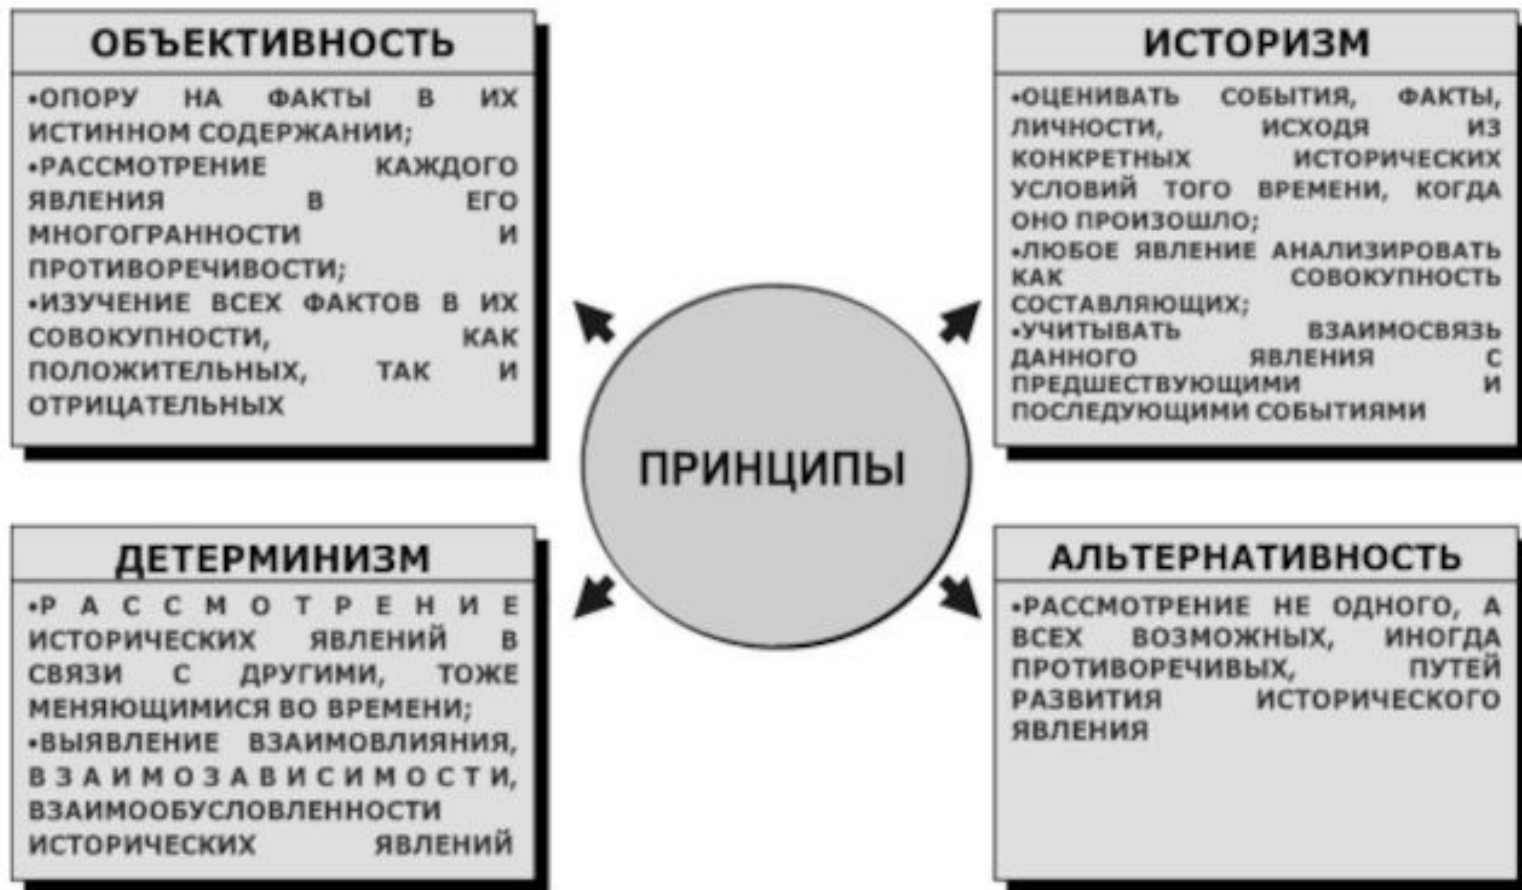 ОБЪЕКТИВНОСТЬ
•ОПОРУ НА ФАКТЫ В ИХ
ИСТИННОМ СОДЕРЖАНИИ;
•РАССМОТРЕНИЕ КАЖДОГО
ЯВЛЕНИЯ В ЕГО
МНОГОГРАННОСТИ И
ПРОТИВОРЕЧИВОСТИ;
•ИЗУЧЕНИЕ ВСЕХ ФАКТОВ В ИХ
СОВОКУПНОСТИ, КАК
ПОЛОЖИТЕЛЬНЫХ, ТАК И
ОТРИЦАТЕЛЬНЫХ
ИСТОРИЗМ
•ОЦЕНИВАТЬ СОБЫТИЯ, ФАКТЫ,
ЛИЧНОСТИ, ИСХОДЯ ИЗ
КОНКРЕТНЫХ ИСТОРИЧЕСКИХ
УСЛОВИЙ ТОГО ВРЕМЕНИ, КОГДА
ОНО ПРОИЗОШЛО;
•ЛЮБОЕ ЯВЛЕНИЕ АНАЛИЗИРОВАТЬ
КАК СОВОКУПНОСТЬ
СОСТАВЛЯЮЩИХ;
•УЧИТЫВАТЬ ВЗАИМОСВЯЗЬ
ДАННОГО ЯВЛЕНИЯ С
ПРЕДШЕСТВУЮЩИМИ И
ПОСЛЕДУЮЩИМИ СОБЫТИЯМИ
ПРИНЦИПЫ
ДЕТЕРМИНИЗМ
•Р А С С М О Т Р Е Н И Е
ИСТОРИЧЕСКИХ ЯВЛЕНИЙ В
СВЯЗИ С ДРУГИМИ, ТОЖЕ
МЕНЯЮЩИМИСЯ ВО ВРЕМЕНИ;
•ВЫЯВЛЕНИЕ ВЗАИМОВЛИЯНИЯ,
В З А И М О З А В И С И М О С Т И,
ВЗАИМООБУСЛОВЛЕННОСТИ
ИСТОРИЧЕСКИХ ЯВЛЕНИЙ
АЛЬТЕРНАТИВНОСТЬ
•РАССМОТРЕНИЕ НЕ ОДНОГО, А
ВСЕХ ВОЗМОЖНЫХ, ИНОГДА
ПРОТИВОРЕЧИВЫХ, ПУТЕЙ
РАЗВИТИЯ ИСТОРИЧЕСКОГО
ЯВЛЕНИЯ